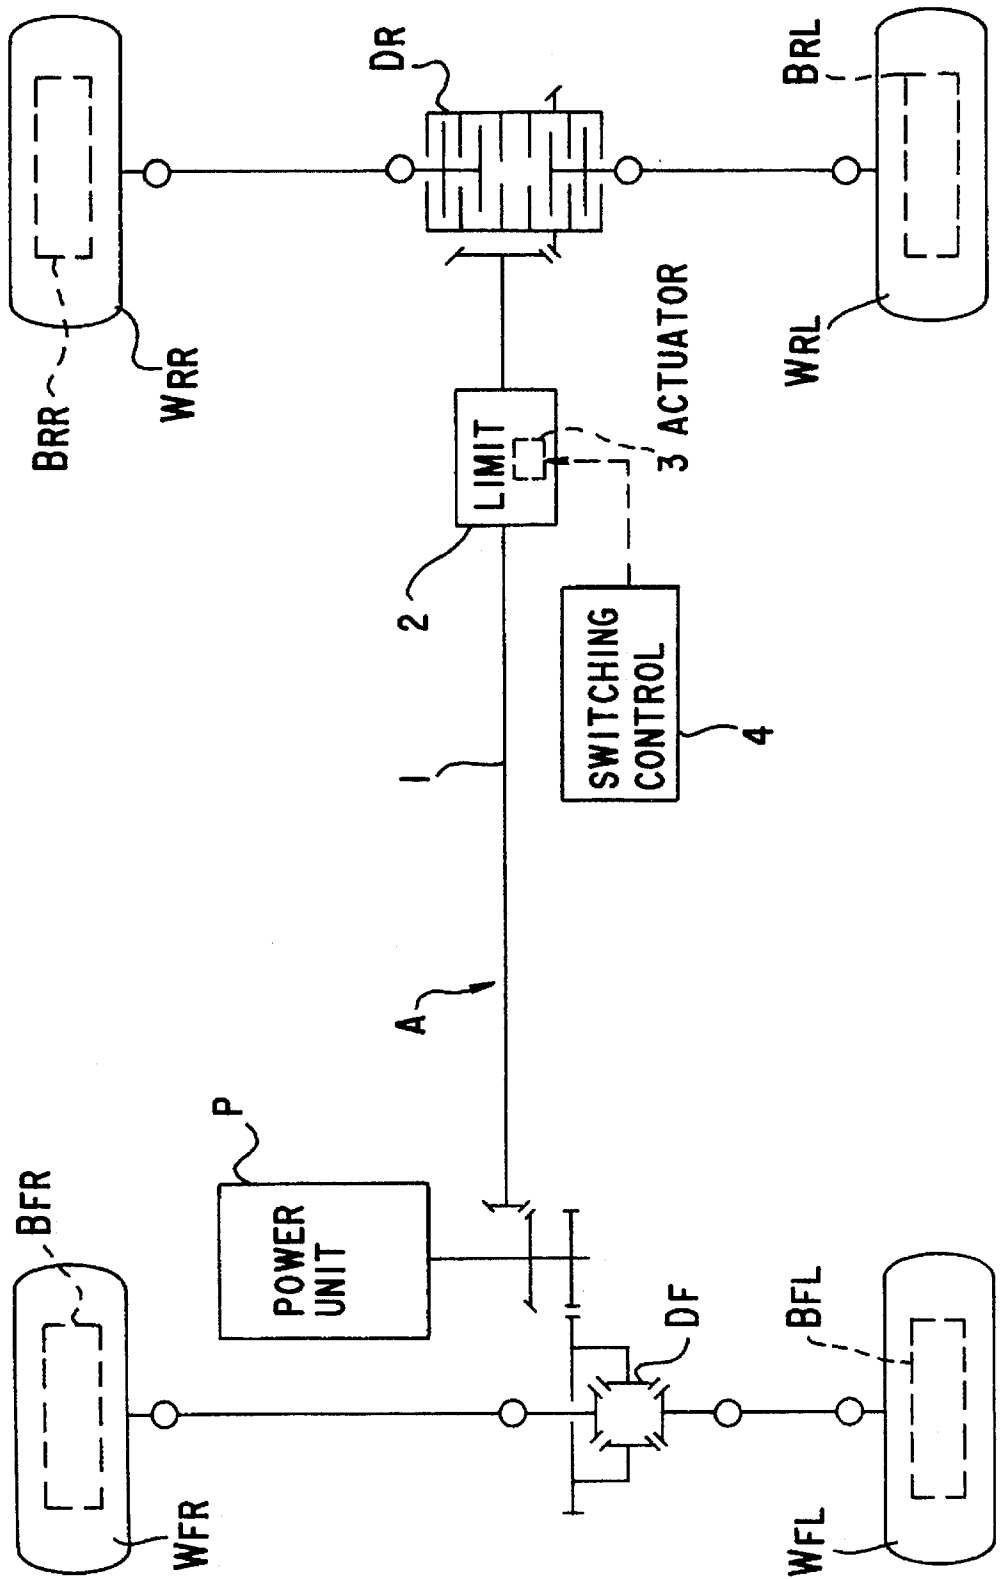 BFR
BRR
WFR
WRR
P
POWER
UNIT
DR
A
1
2
LIMIT
SWITCHING
CONTROL
3 ACTUATOR
DF
4
WFL
BFL
WRL
BRL